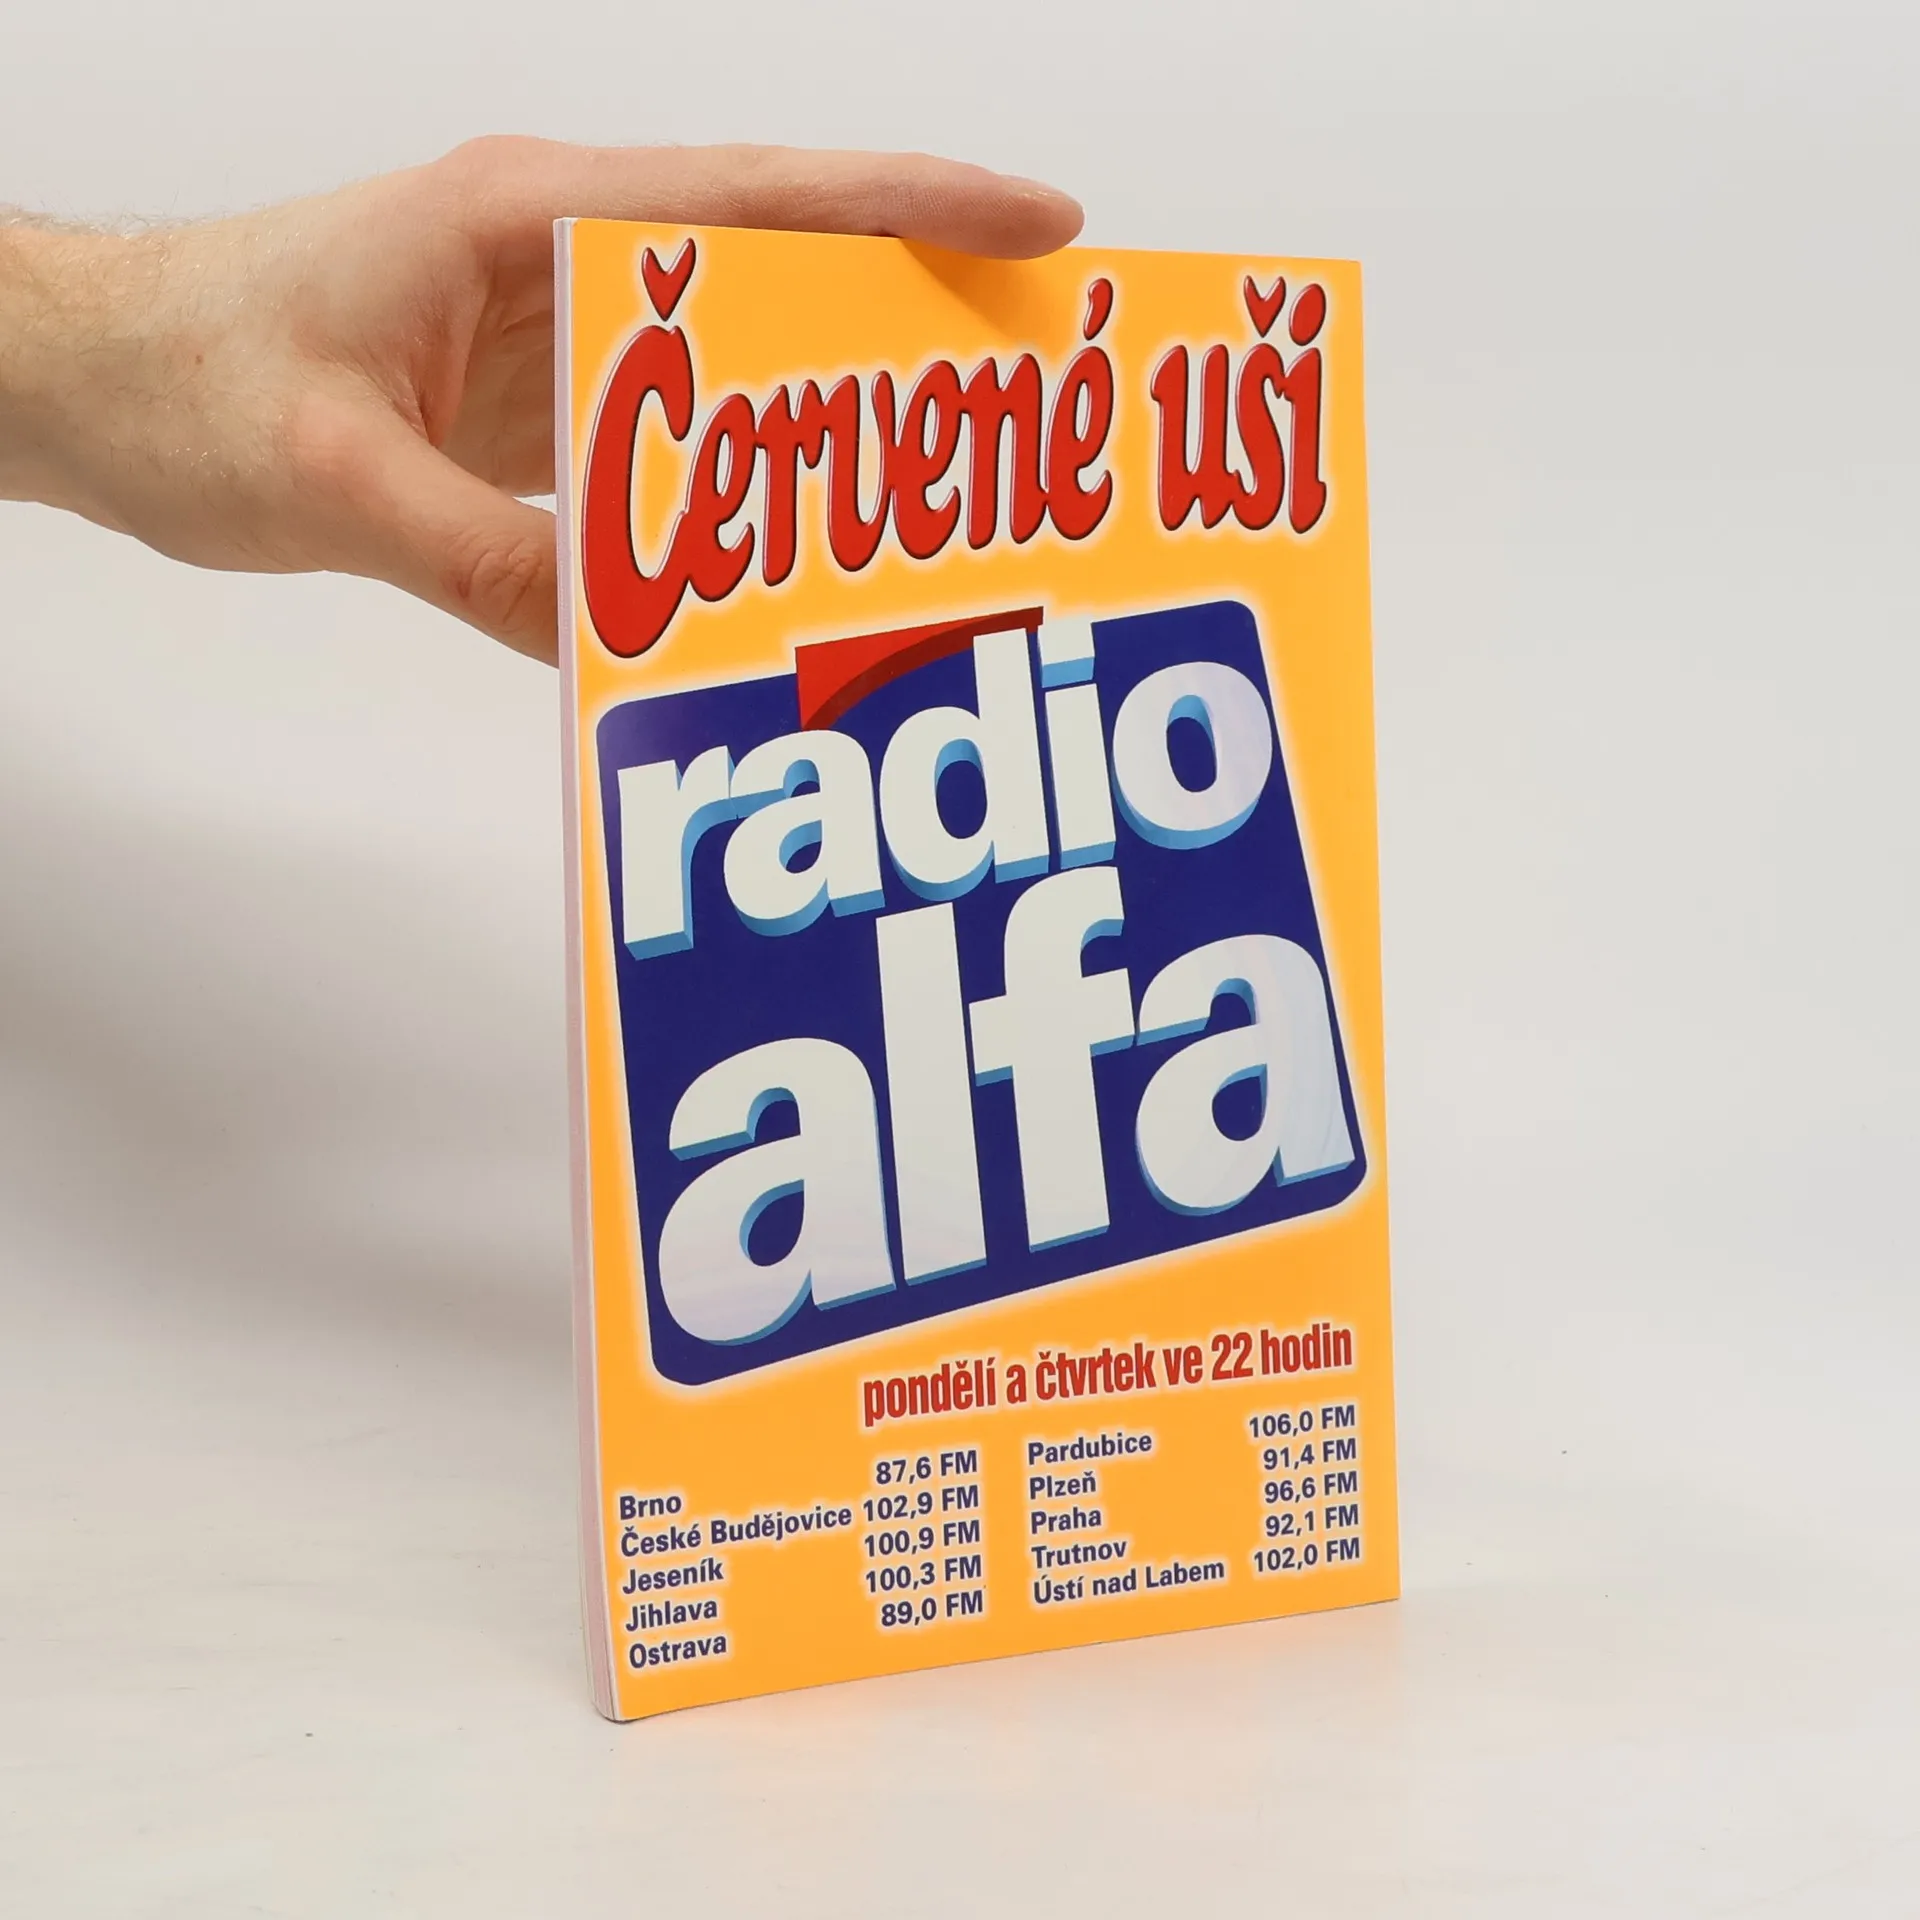 Červené uši
radio
alfa
pondělí a čtvrtek ve 22 hodin
Brno 87,6 FM
České Budějovice 102,9 FM
Jeseník 100,9 FM
Jihlava 100,3 FM
Ostrava 89,0 FM
Pardubice 106,0 FM
Plzeň 91,4 FM
Praha 96,6 FM
Trutnov 92,1 FM
Ústí nad Labem 102,0 FM